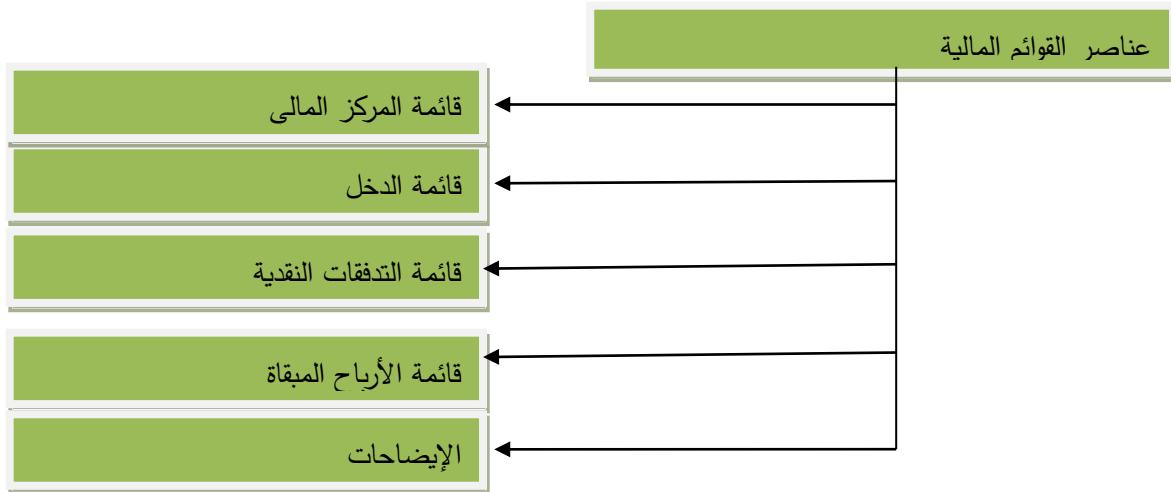 عناصر القوائم المالية
قائمة المركز المالى
قائمة الدخل
قائمة التدفقات النقدية
قائمة الأرباح المبقاة
الإيضاحات